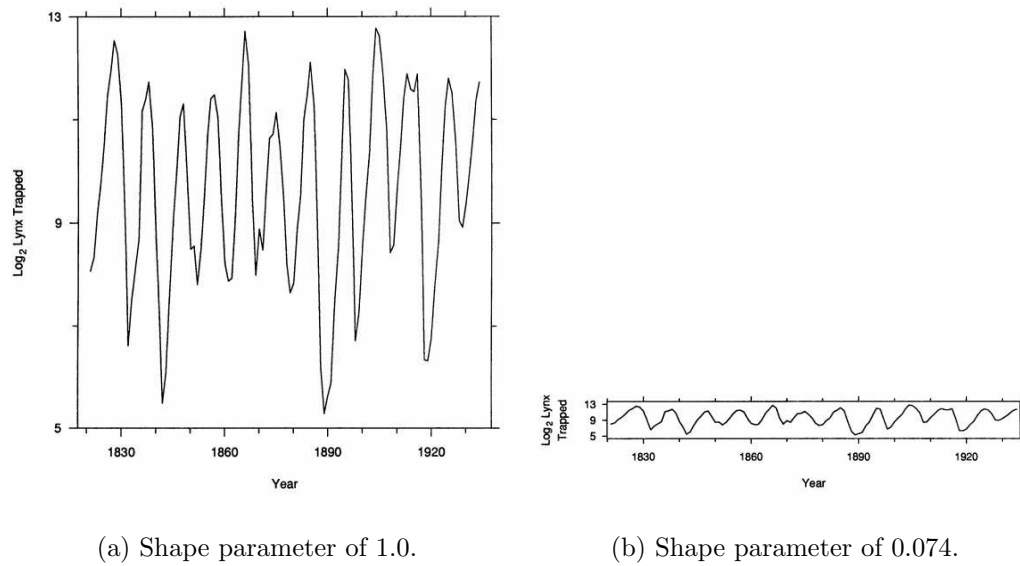 13
9
5
Log2 Lynx Trapped
1830 1860 1890 1920
Year
(a) Shape parameter of 1.0.
Log2 Lynx
Trapped
13
9
5
1830 1860 1890 1920
Year
(b) Shape parameter of 0.074.